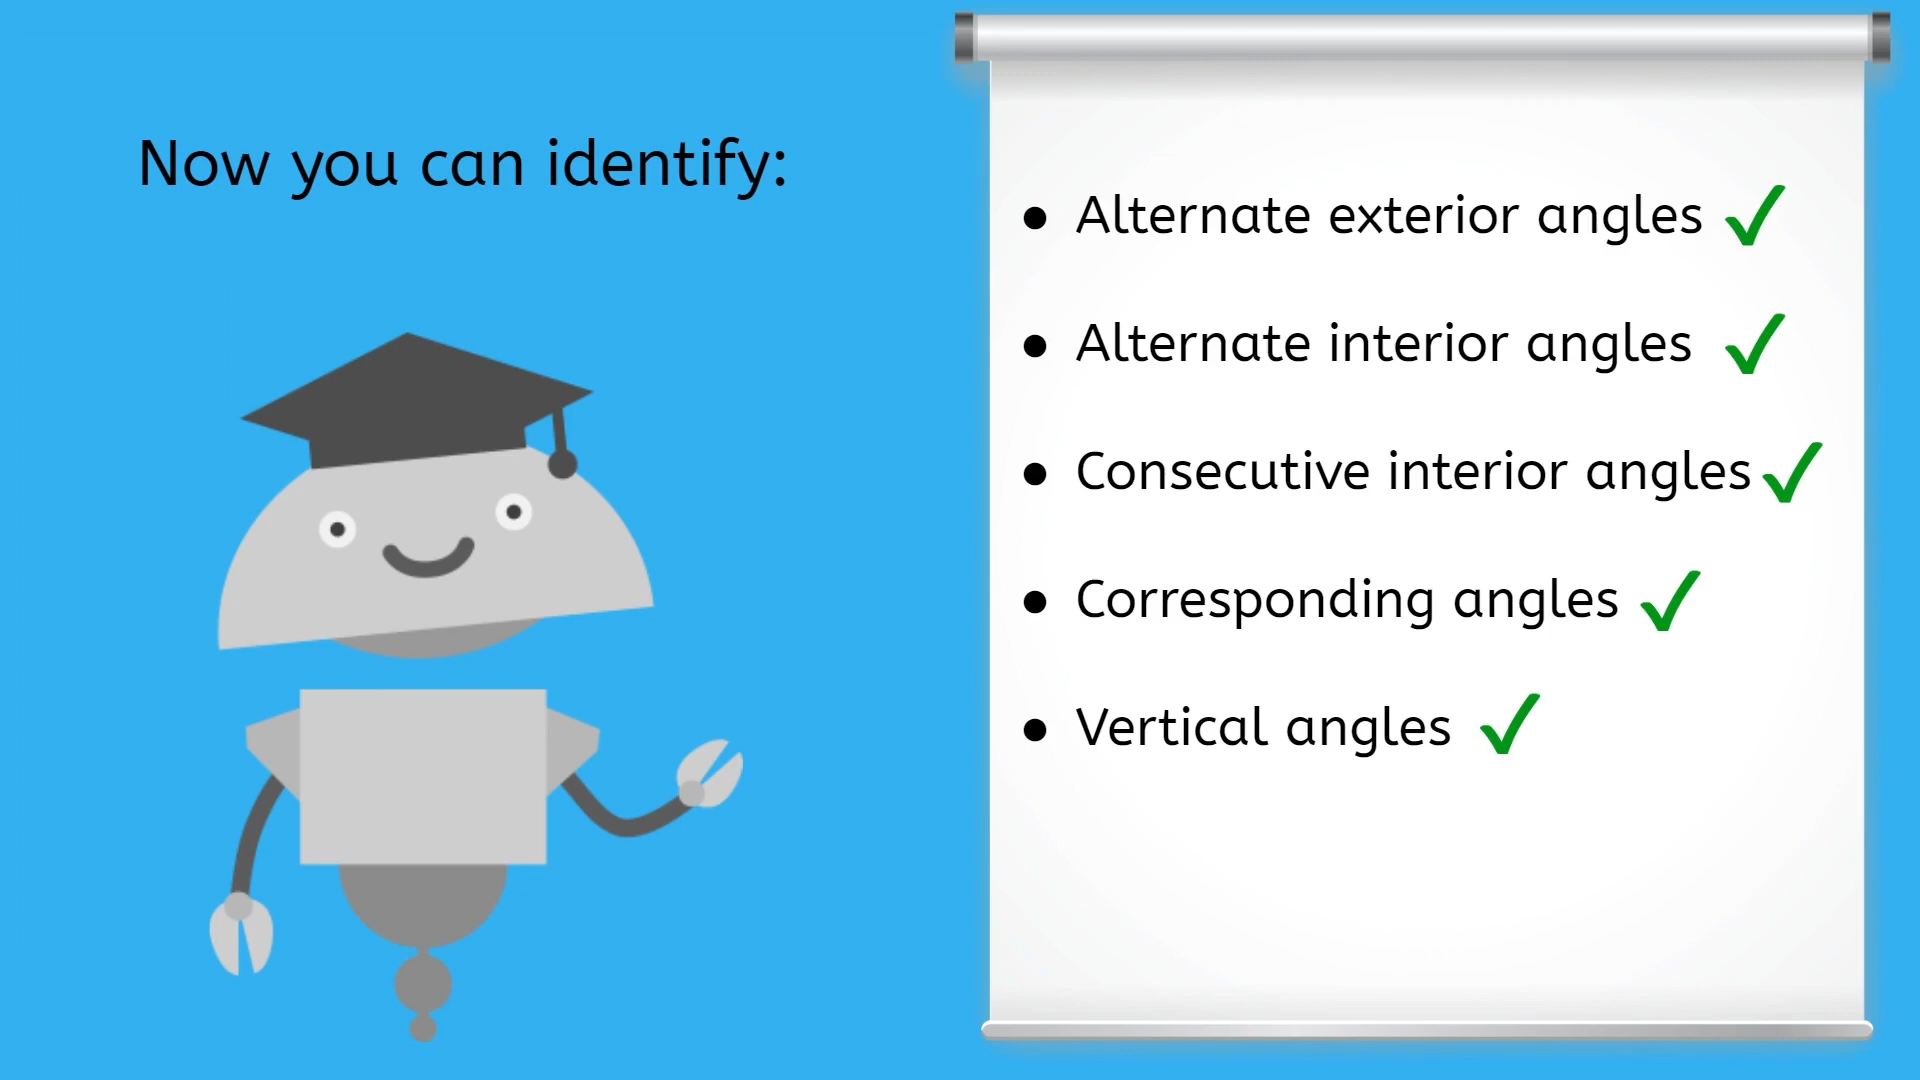 Now you can identify:
• Alternate exterior angles ✓
• Alternate interior angles ✓
• Consecutive interior angles ✓
• Corresponding angles ✓
• Vertical angles ✓